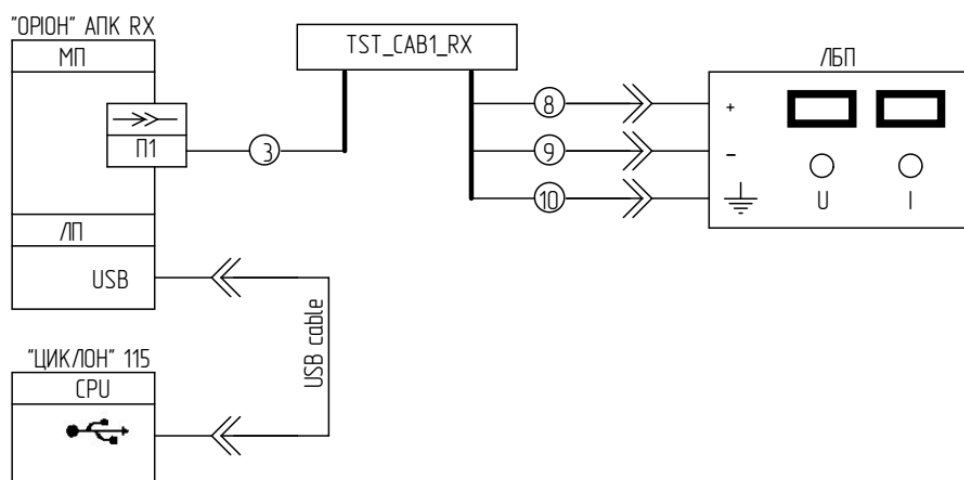 "ОРІОН" АПК RX
МП
П1
3
TST_CAB1_RX
8
9
10
ЛБП
+
-
U
I
ЛП
USB
USB cable
"ЦИКЛОН" 115
CPU